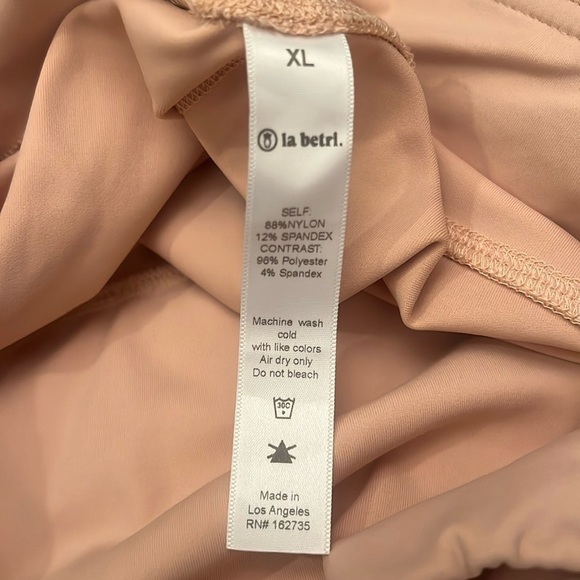 XL
la betri.
SELF:
88%NYLON
12% SPANDEX
CONTRAST:
96% Polyester
4% Spandex
Machine wash
cold
with like colors
Air dry only
Do not bleach
30C
Made in
Los Angeles
RN# 162735